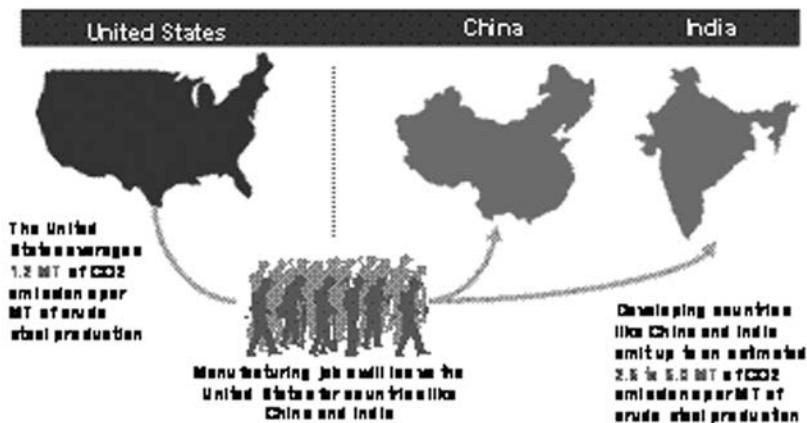 United States China India
The United
States averages
1.2 MT of CO2
emissions per
MT of crude
steel production
Manufacturing jobs will leave the
United States for countries like
China and India
Developing countries
like China and India
emit up to an estimated
to 5.0 MT of CO2
emissions per MT of
crude steel production